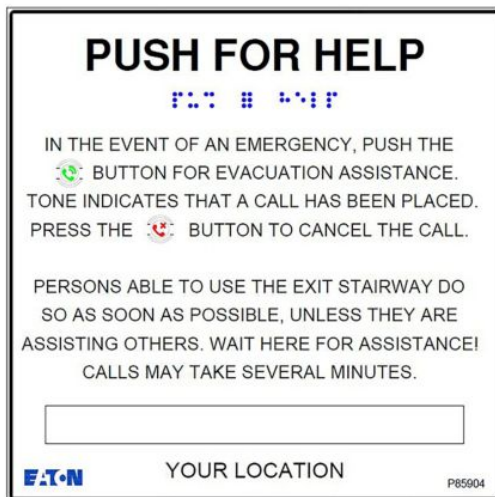 PUSH FOR HELP
⠏⠥⠩ ⠿ ⠓⠑⠇⠏
IN THE EVENT OF AN EMERGENCY, PUSH THE
BUTTON FOR EVACUATION ASSISTANCE.
TONE INDICATES THAT A CALL HAS BEEN PLACED.
PRESS THE BUTTON TO CANCEL THE CALL.
PERSONS ABLE TO USE THE EXIT STAIRWAY DO
SO AS SOON AS POSSIBLE, UNLESS THEY ARE
ASSISTING OTHERS. WAIT HERE FOR ASSISTANCE!
CALLS MAY TAKE SEVERAL MINUTES.
YOUR LOCATION
EATON
P85904